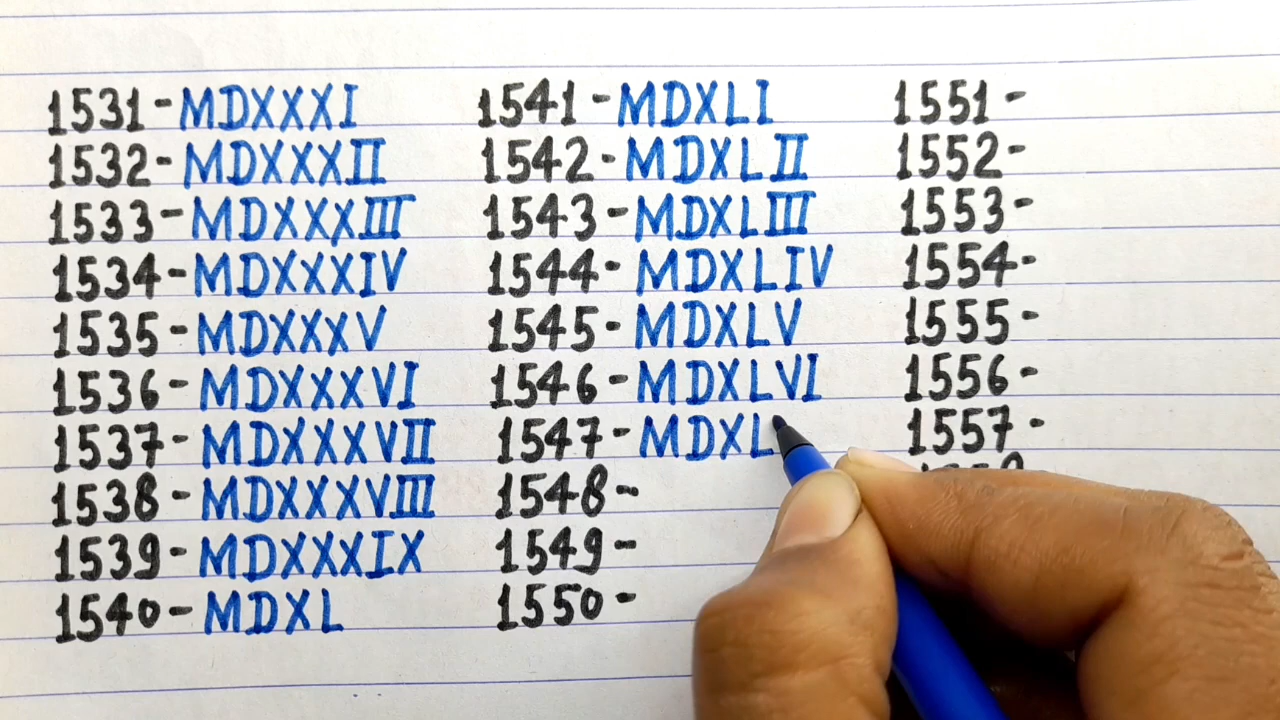 1531-MDXXXI
1532-MDXXXII
1533-MDXXXIII
1534-MDXXXIV
1535-MDXXXV
1536-MDXXXVI
1537-MDXXXVII
1538-MDXXXVIII
1539-MDXXXIX
1540-MDXL
1541-MDXLI
1542-MDXLII
1543-MDXLIII
1544-MDXLIV
1545-MDXLV
1546-MDXLVI
1547-MDXL
1548-
1549-
1550-
1551-
1552-
1553-
1554-
1555-
1556-
1557-